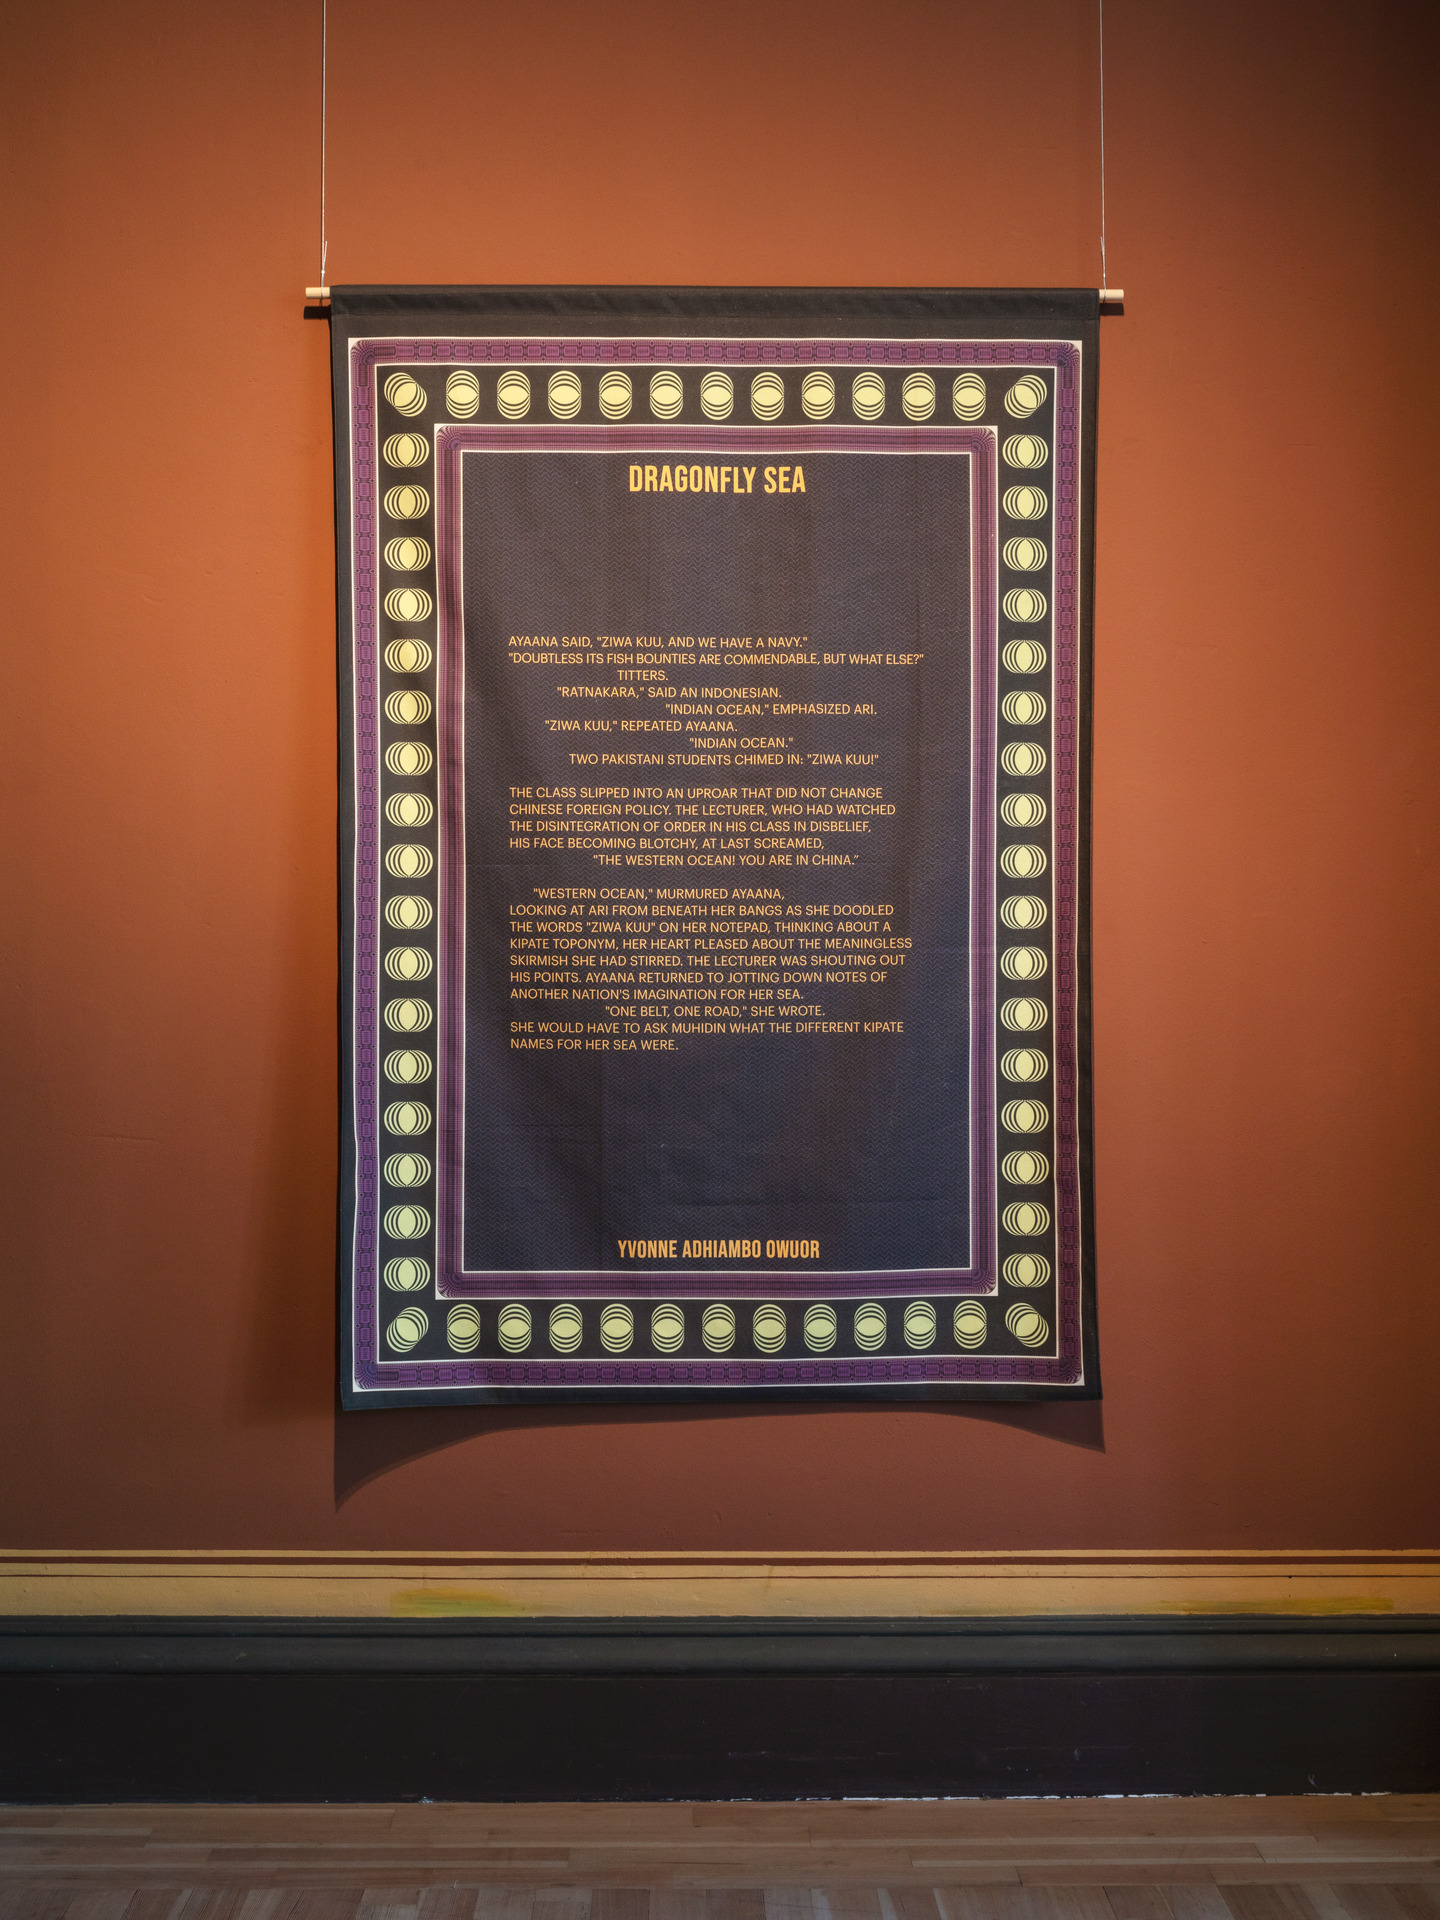 DRAGONFLY SEA
AYAANA SAID, "ZIWA KUU, AND WE HAVE A NAVY."
"DOUBTLESS ITS FISH BOUNTIES ARE COMMENDABLE, BUT WHAT ELSE?"
TITTERS.
"RATNAKARA," SAID AN INDONESIAN.
"INDIAN OCEAN," EMPHASIZED ARI.
"ZIWA KUU," REPEATED AYAANA.
"INDIAN OCEAN."
TWO PAKISTANI STUDENTS CHIMED IN: "ZIWA KUU!"
THE CLASS SLIPPED INTO AN UPROAR THAT DID NOT CHANGE
CHINESE FOREIGN POLICY. THE LECTURER, WHO HAD WATCHED
THE DISINTEGRATION OF ORDER IN HIS CLASS IN DISBELIEF,
HIS FACE BECOMING BLOTCHY, AT LAST SCREAMED,
"THE WESTERN OCEAN! YOU ARE IN CHINA.”
"WESTERN OCEAN," MURMURED AYAANA,
LOOKING AT ARI FROM BENEATH HER BANGS AS SHE DOODLED
THE WORDS "ZIWA KUU" ON HER NOTEPAD, THINKING ABOUT A
KIPATE TOPONYM, HER HEART PLEASED ABOUT THE MEANINGLESS
SKIRMISH SHE HAD STIRRED. THE LECTURER WAS SHOUTING OUT
HIS POINTS. AYAANA RETURNED TO JOTTING DOWN NOTES OF
ANOTHER NATION'S IMAGINATION FOR HER SEA.
"ONE BELT, ONE ROAD," SHE WROTE.
SHE WOULD HAVE TO ASK MUHIDIN WHAT THE DIFFERENT KIPATE
NAMES FOR HER SEA WERE.
YVONNE ADHIAMBO OWUOR